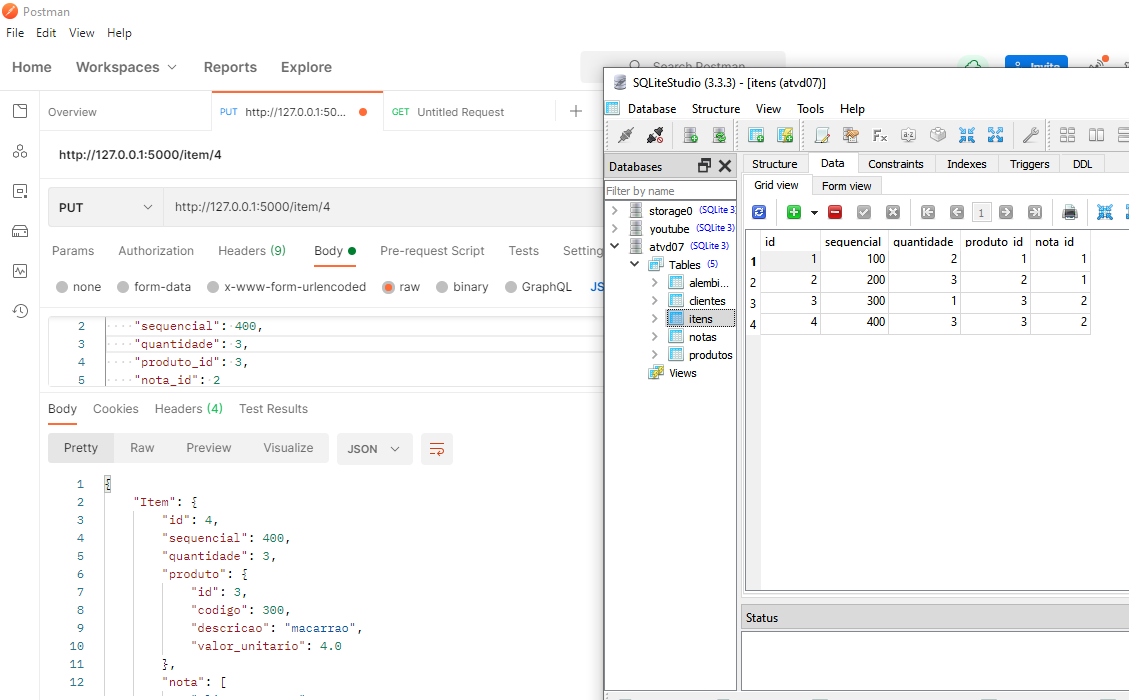 Postman
File Edit View Help
Home Workspaces Reports Explore
Search Postman
Invite
Overview
PUT http://127.0.0.1:50...
GET Untitled Request
http://127.0.0.1:5000/item/4
PUT http://127.0.0.1:5000/item/4
Params Authorization Headers (9) Body Pre-request Script Tests Setting
none form-data x-www-form-urlencoded raw binary GraphQL JS
2 "sequencial": 400,
3 "quantidade": 3,
4 "produto_id": 3,
5 "nota_id": 2
Body Cookies Headers (4) Test Results
Pretty Raw Preview Visualize JSON
1 {
2 "Item": {
3 "id": 4,
4 "sequencial": 400,
5 "quantidade": 3,
6 "produto": {
7 "id": 3,
8 "codigo": 300,
9 "descricao": "macarrao",
10 "valor_unitario": 4.0
11 },
12 "nota": [
SQLiteStudio (3.3.3) - [itens (atvd07)]
Database Structure View Tools Help
Databases
Filter by name
storage0 (SQLite 3)
youtube (SQLite 3)
atvd07 (SQLite 3)
Tables (5)
alembi...
clientes
itens
notas
produtos
Views
Structure Data Constraints Indexes Triggers DDL
Grid view Form view
1
id sequencial quantidade produto id nota id
1 1 100 2 1 1
2 2 200 3 2 1
3 3 300 1 3 2
4 4 400 3 3 2
Status